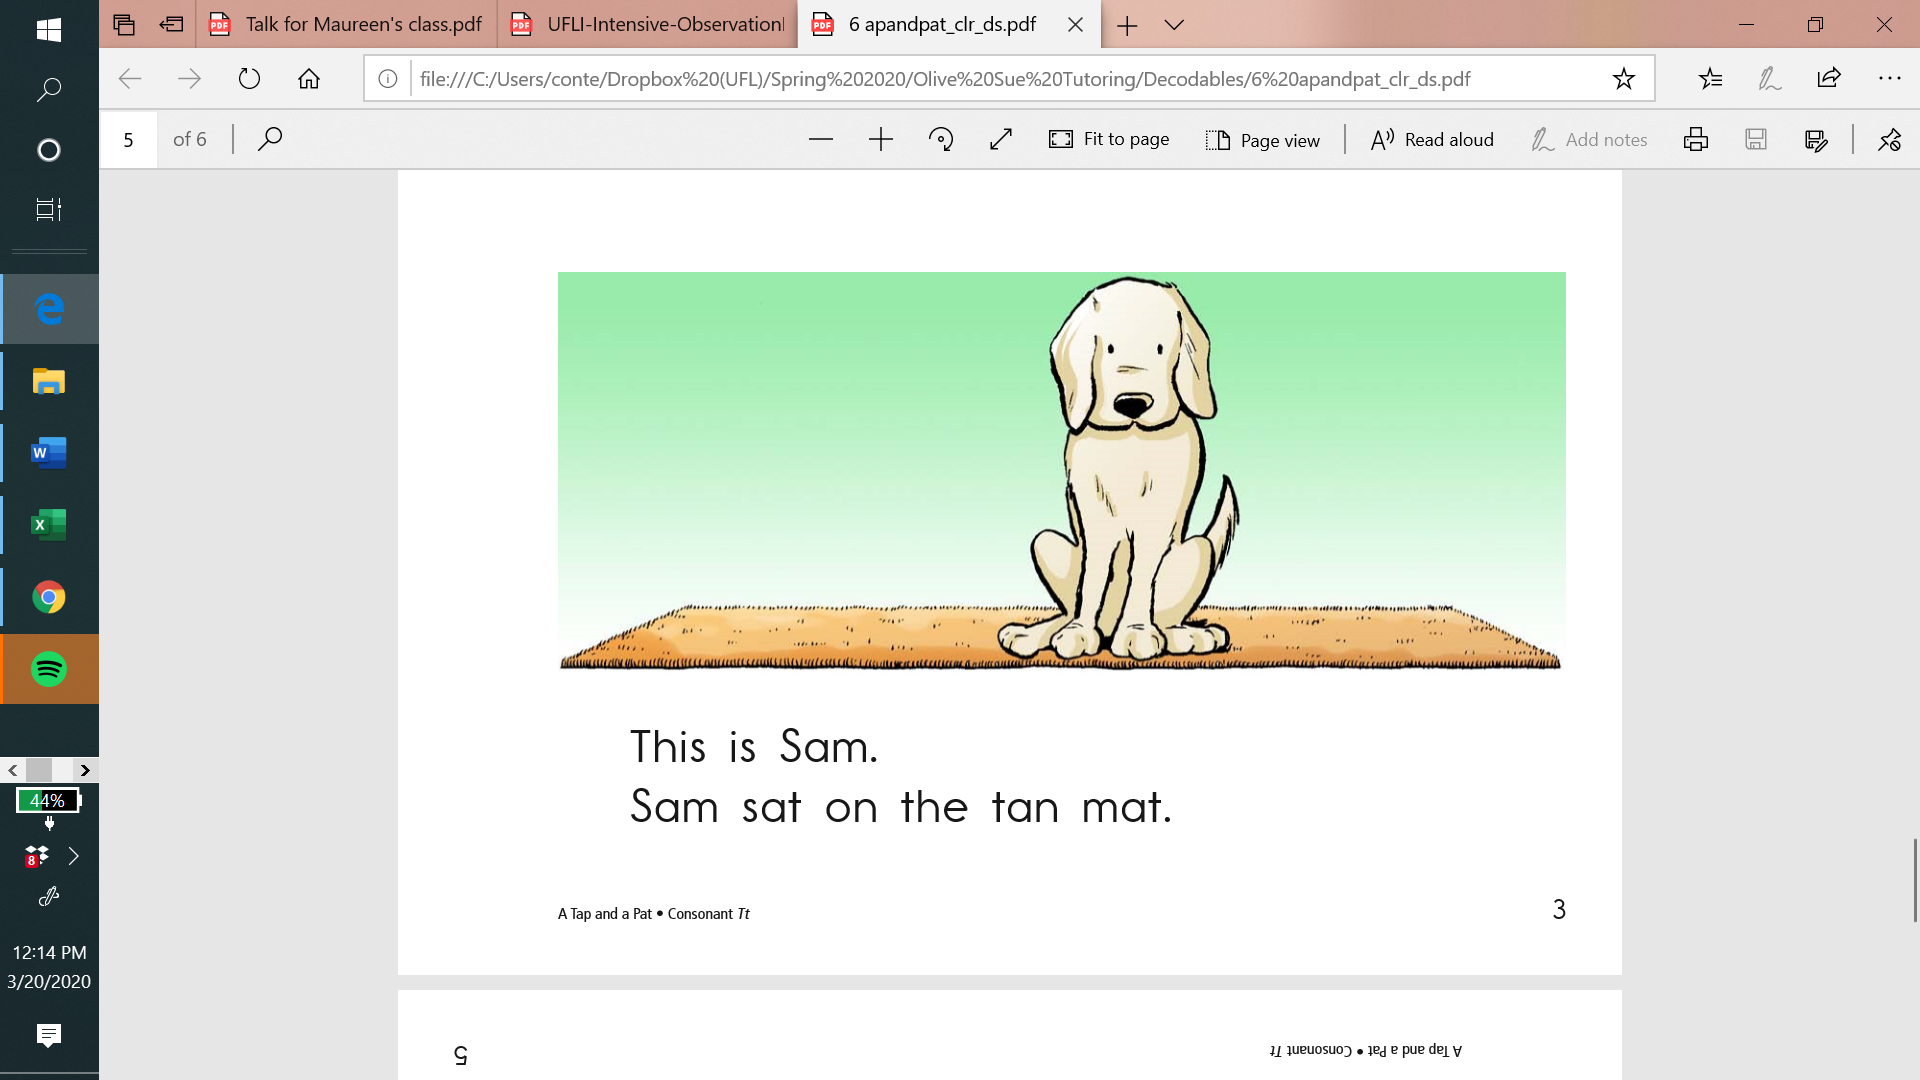 Talk for Maureen's class.pdf
UFLI-Intensive-Observation
6 apandpat_clr_ds.pdf
file:///C:/Users/conte/Dropbox%20(UFL)/Spring%202020/Olive%20Sue%20Tutoring/Decodables/6%20apandpat_clr_ds.pdf
5 of 6
Fit to page
Page view
Read aloud
Add notes
This is Sam.
Sam sat on the tan mat.
A Tap and a Pat • Consonant Tt
3
5
A Tap and a Pat • Consonant Tt
44%
8
12:14 PM
3/20/2020